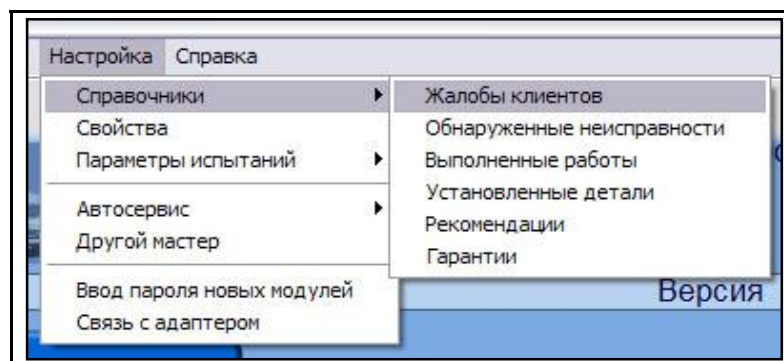 Настройка Справка
Справочники
Свойства
Параметры испытаний
Автосервис
Другой мастер
Ввод пароля новых модулей
Связь с адаптером
Жалобы клиентов
Обнаруженные неисправности
Выполненные работы
Установленные детали
Рекомендации
Гарантии
Версия